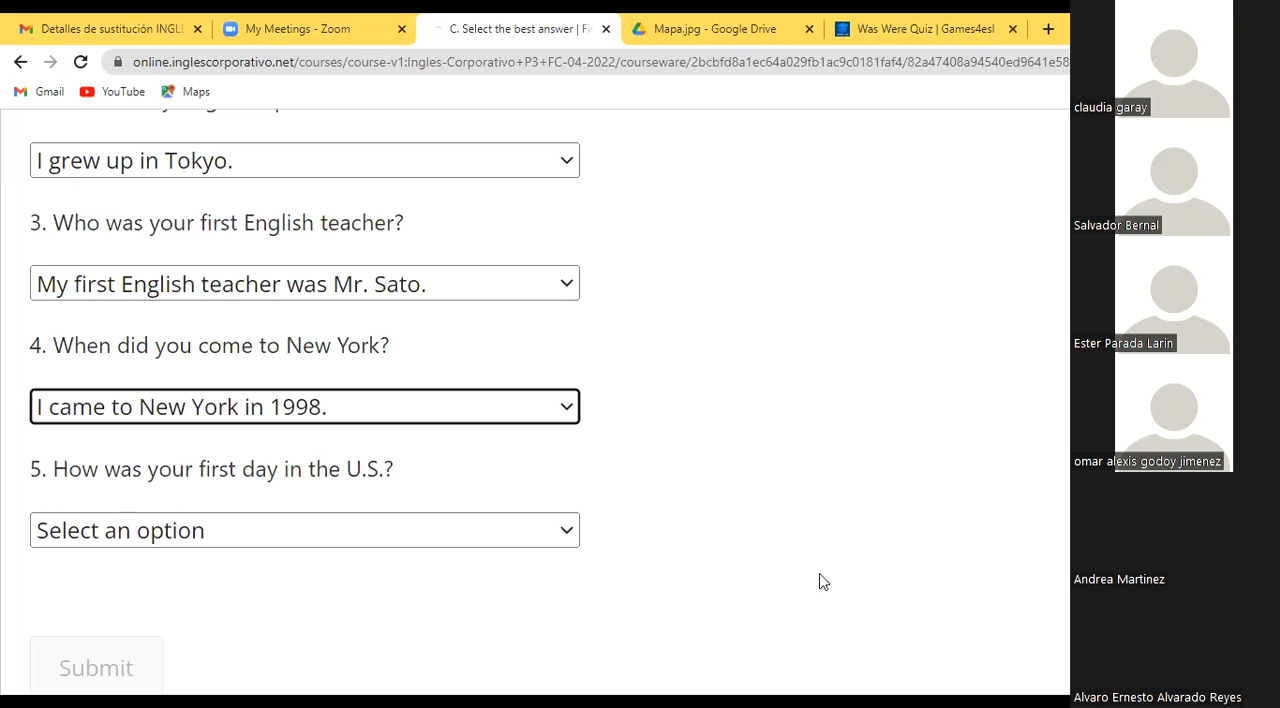 Detalles de sustitución INGLE
My Meetings - Zoom
C. Select the best answer | Fi
Mapa.jpg - Google Drive
Was Were Quiz | Games4esl
online.inglescorporativo.net/courses/course-v1:Ingles-Corporativo+P3+FC-04-2022/courseware/2bcbfd8a1ec64a029fb1ac9c0181faf4/82a47408a94540ed9641e58
Gmail
YouTube
Maps
I grew up in Tokyo.
3. Who was your first English teacher?
My first English teacher was Mr. Sato.
4. When did you come to New York?
I came to New York in 1998.
5. How was your first day in the U.S.?
Select an option
Submit
claudia garay
Salvador Bernal
Ester Parada Larin
omar alexis godoy jimenez
Andrea Martinez
Alvaro Ernesto Alvarado Reyes